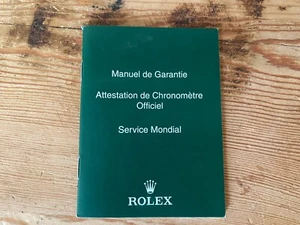 Manuel de Garantie
Attestation de Chronomètre
Officiel
Service Mondial
ROLEX